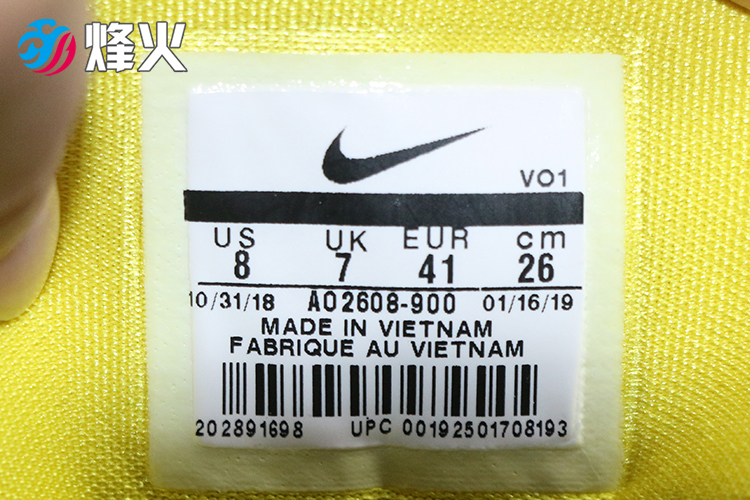 烽火
VO1
US UK EUR cm
8 7 41 26
10/31/18 AO2608-900 01/16/19
MADE IN VIETNAM
FABRIQUE AU VIETNAM
202891698 UPC 00192501708193